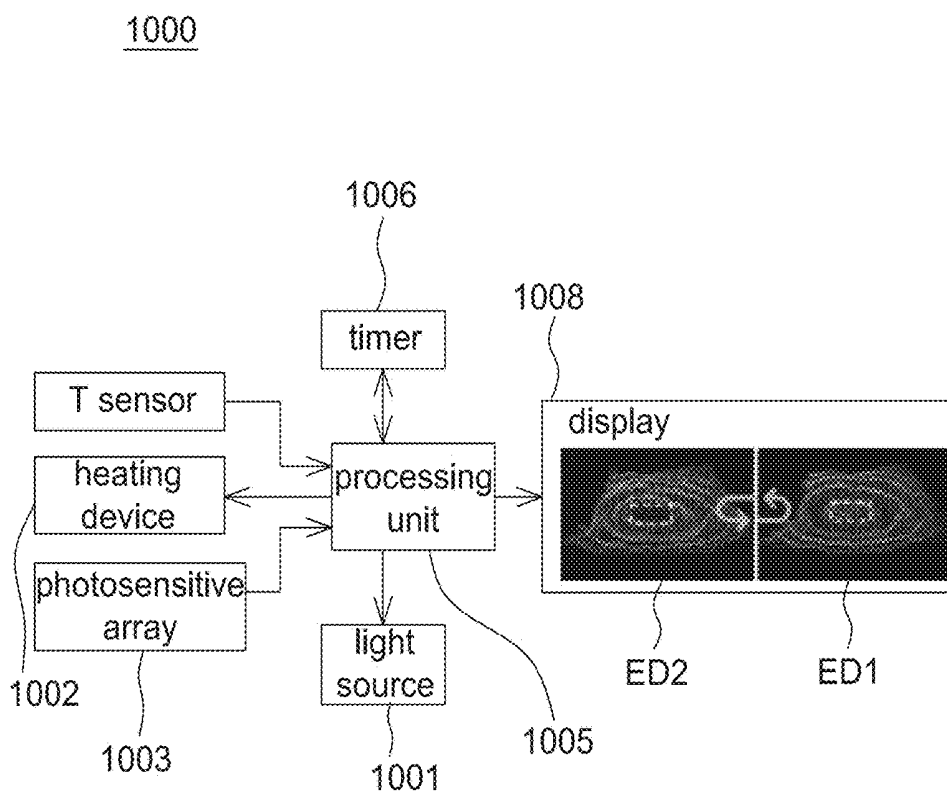 1000
1006
timer
1008
T sensor
display
heating
device
processing
unit
photosensitive
array
light
source
ED2
ED1
1002
1003
1001
1005